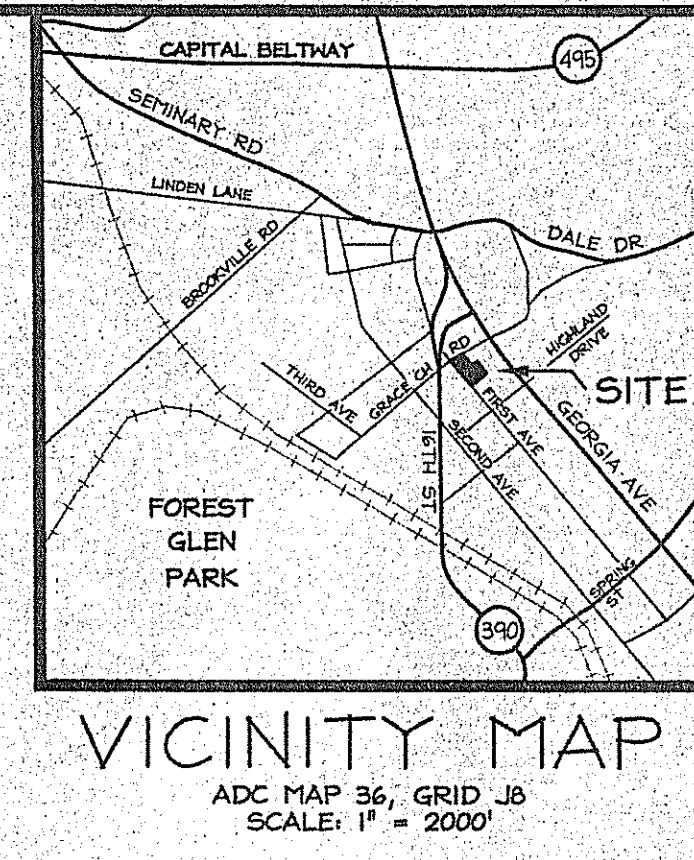 CAPITAL BELTWAY
495
SEMINARY RD
LINDEN LANE
BROOKVILLE RD
DALE DR
HIGHLAND
DRIVE
THIRD AVE
GRACE CH RD
SITE
FIRST AVE
GEORGIA AVE
16TH ST
SECOND AVE
FOREST
GLEN
PARK
SPRING
ST
390
VICINITY MAP
ADC MAP 36, GRID J8
SCALE: 1" = 2000'